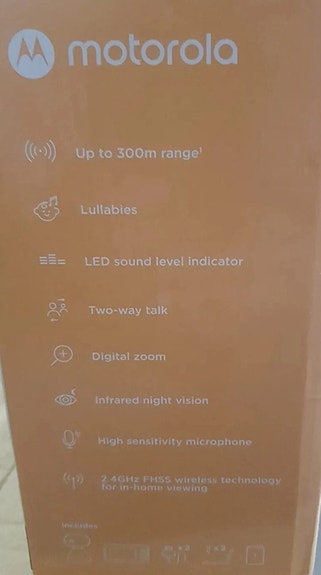 motorola
Up to 300m range¹
Lullabies
LED sound level indicator
Two-way talk
Digital zoom
Infrared night vision
High sensitivity microphone
2.4GHz FHSS wireless technology
for in-home viewing
Includes